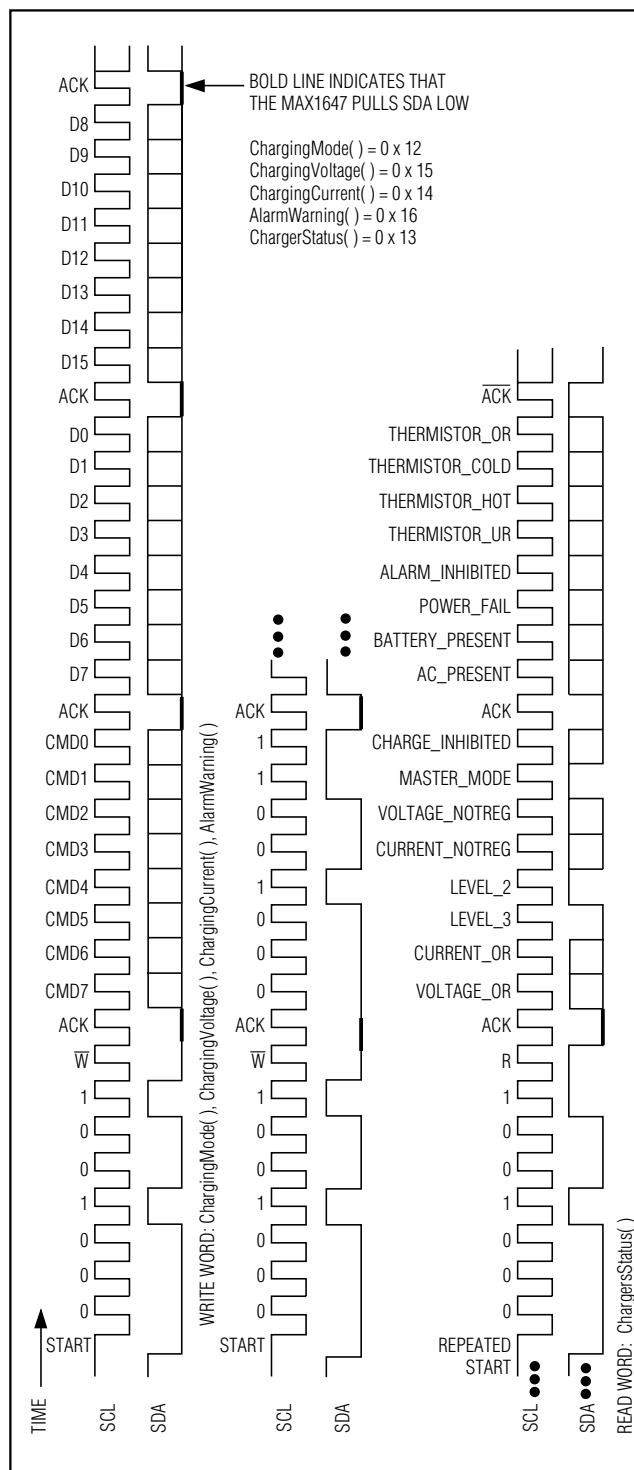 BOLD LINE INDICATES THAT
THE MAX1647 PULLS SDA LOW
ChargingMode( ) = 0 x 12
ChargingVoltage( ) = 0 x 15
ChargingCurrent( ) = 0 x 14
AlarmWarning( ) = 0 x 16
ChargerStatus( ) = 0 x 13
ACK
D8
D9
D10
D11
D12
D13
D14
D15
ACK
D0
D1
D2
D3
D4
D5
D6
D7
ACK
CMD0
CMD1
CMD2
CMD3
CMD4
CMD5
CMD6
CMD7
ACK
W
1
0
0
1
0
0
0
START
TIME
SCL
SDA
WRITE WORD: ChargingMode( ), ChargingVoltage( ), ChargingCurrent( ), AlarmWarning( )
ACK
1
1
0
0
1
0
0
0
ACK
W
1
0
0
1
0
0
0
START
SCL
SDA
ACK
THERMISTOR_OR
THERMISTOR_COLD
THERMISTOR_HOT
THERMISTOR_UR
ALARM_INHIBITED
POWER_FAIL
BATTERY_PRESENT
AC_PRESENT
ACK
CHARGE_INHIBITED
MASTER_MODE
VOLTAGE_NOTREG
CURRENT_NOTREG
LEVEL_2
LEVEL_3
CURRENT_OR
VOLTAGE_OR
ACK
R
1
0
0
1
0
0
0
REPEATED
START
SCL
SDA
READ WORD: ChargersStatus( )